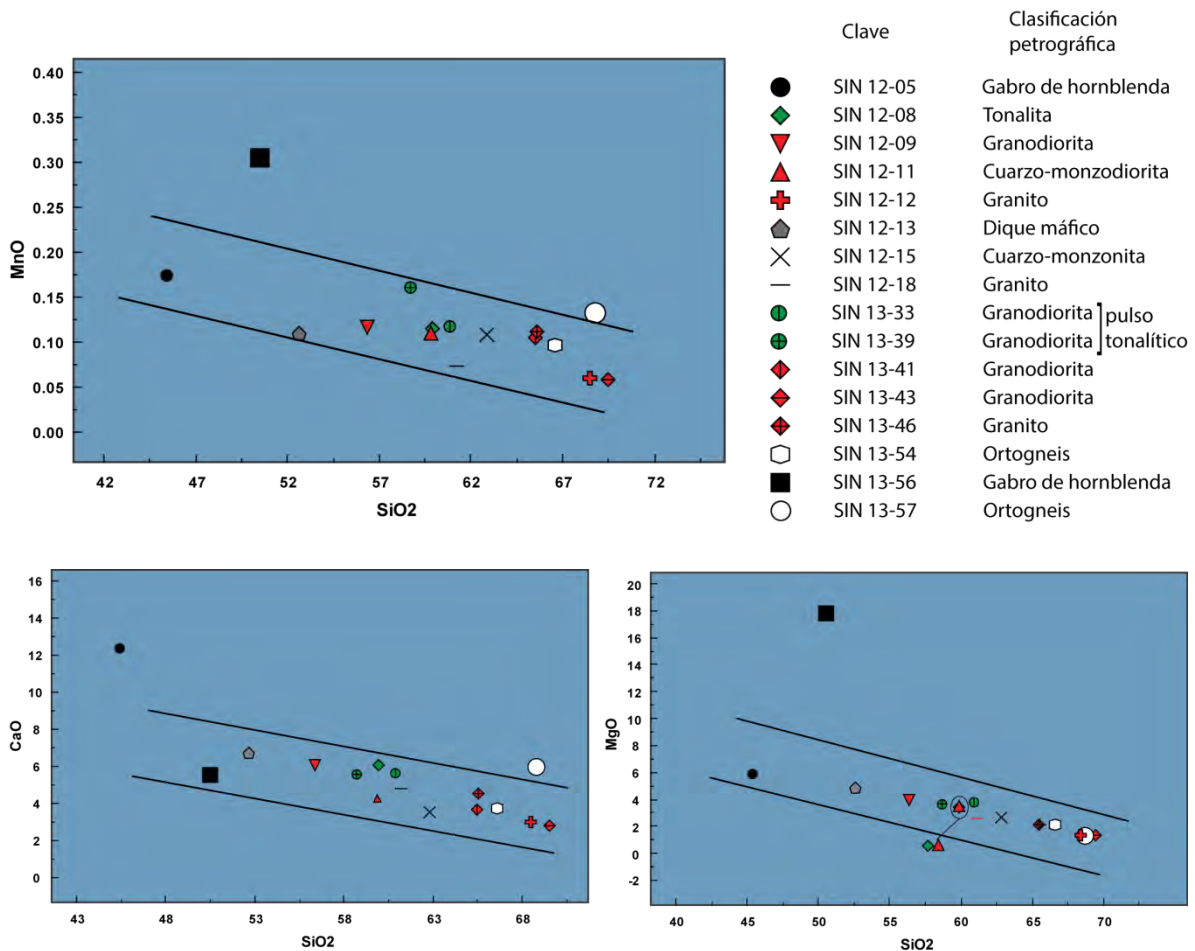 Clave
Clasificación
petrográfica
SIN 12-05 Gabro de hornblenda
SIN 12-08 Tonalita
SIN 12-09 Granodiorita
SIN 12-11 Cuarzo-monzodiorita
SIN 12-12 Granito
SIN 12-13 Dique máfico
SIN 12-15 Cuarzo-monzonita
SIN 12-18 Granito
SIN 13-33 Granodiorita
SIN 13-39 Granodiorita
pulso
tonalítico
SIN 13-41 Granodiorita
SIN 13-43 Granodiorita
SIN 13-46 Granito
SIN 13-54 Ortogneis
SIN 13-56 Gabro de hornblenda
SIN 13-57 Ortogneis
MnO
0.40
0.35
0.30
0.25
0.20
0.15
0.10
0.05
0.00
42 47 52 57 62 67 72
SiO2
CaO
16
14
12
10
8
6
4
2
0
43 48 53 58 63 68
SiO2
MgO
20
18
16
14
12
10
8
6
4
2
0
-2
40 45 50 55 60 65 70
SiO2